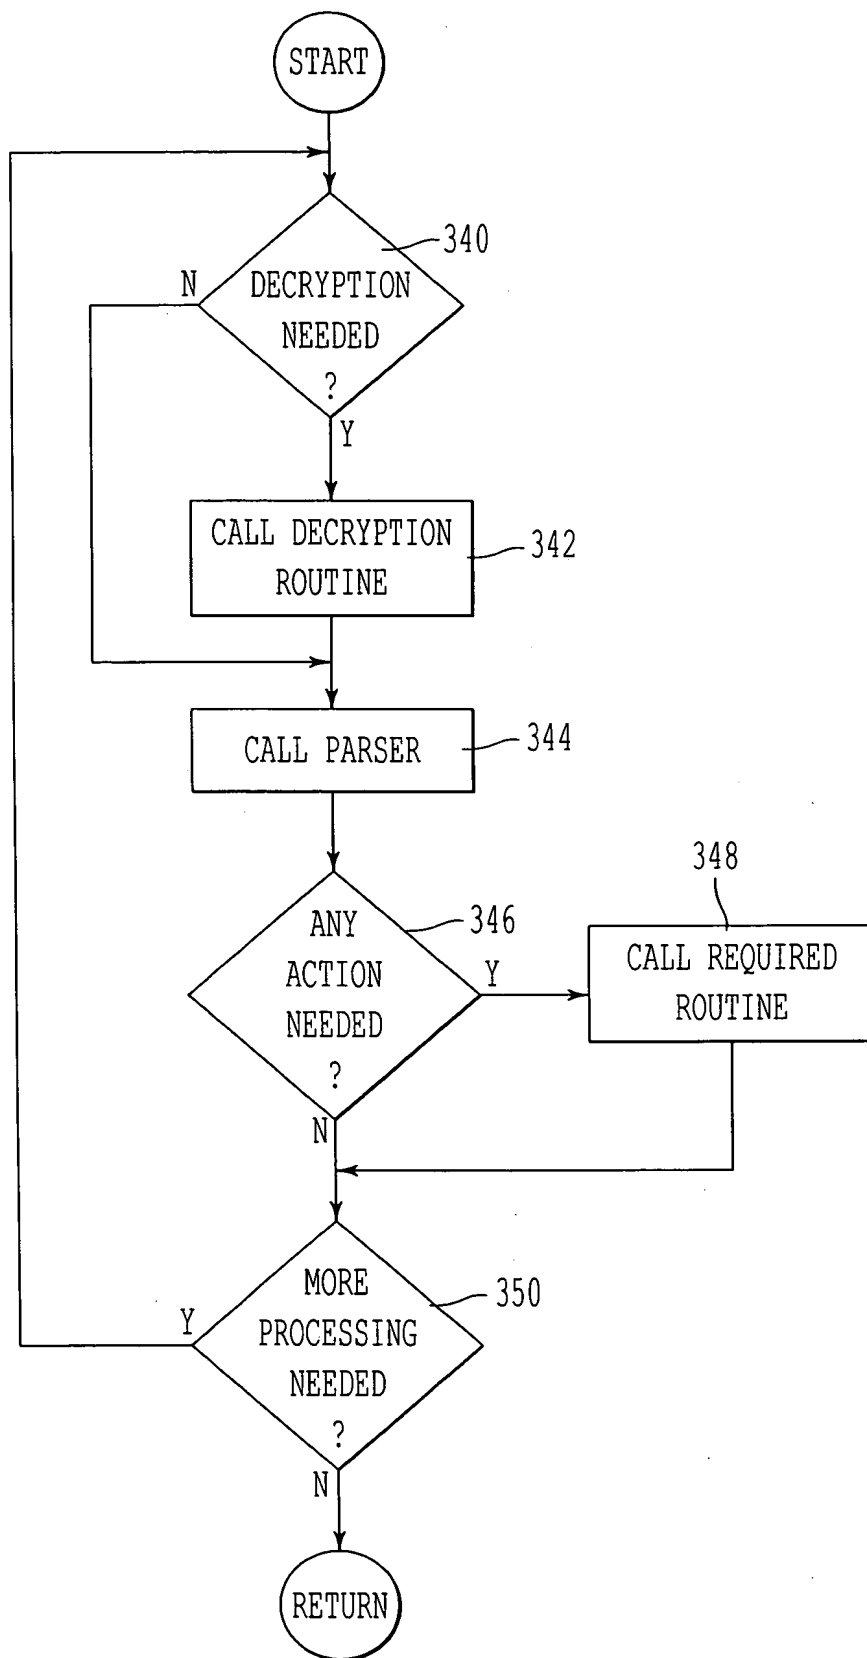 START
340
N
DECRYPTION
NEEDED
?
Y
CALL DECRYPTION
ROUTINE
342
CALL PARSER
344
348
346
ANY
ACTION
NEEDED
?
Y
CALL REQUIRED
ROUTINE
N
MORE
PROCESSING
NEEDED
?
350
Y
N
RETURN